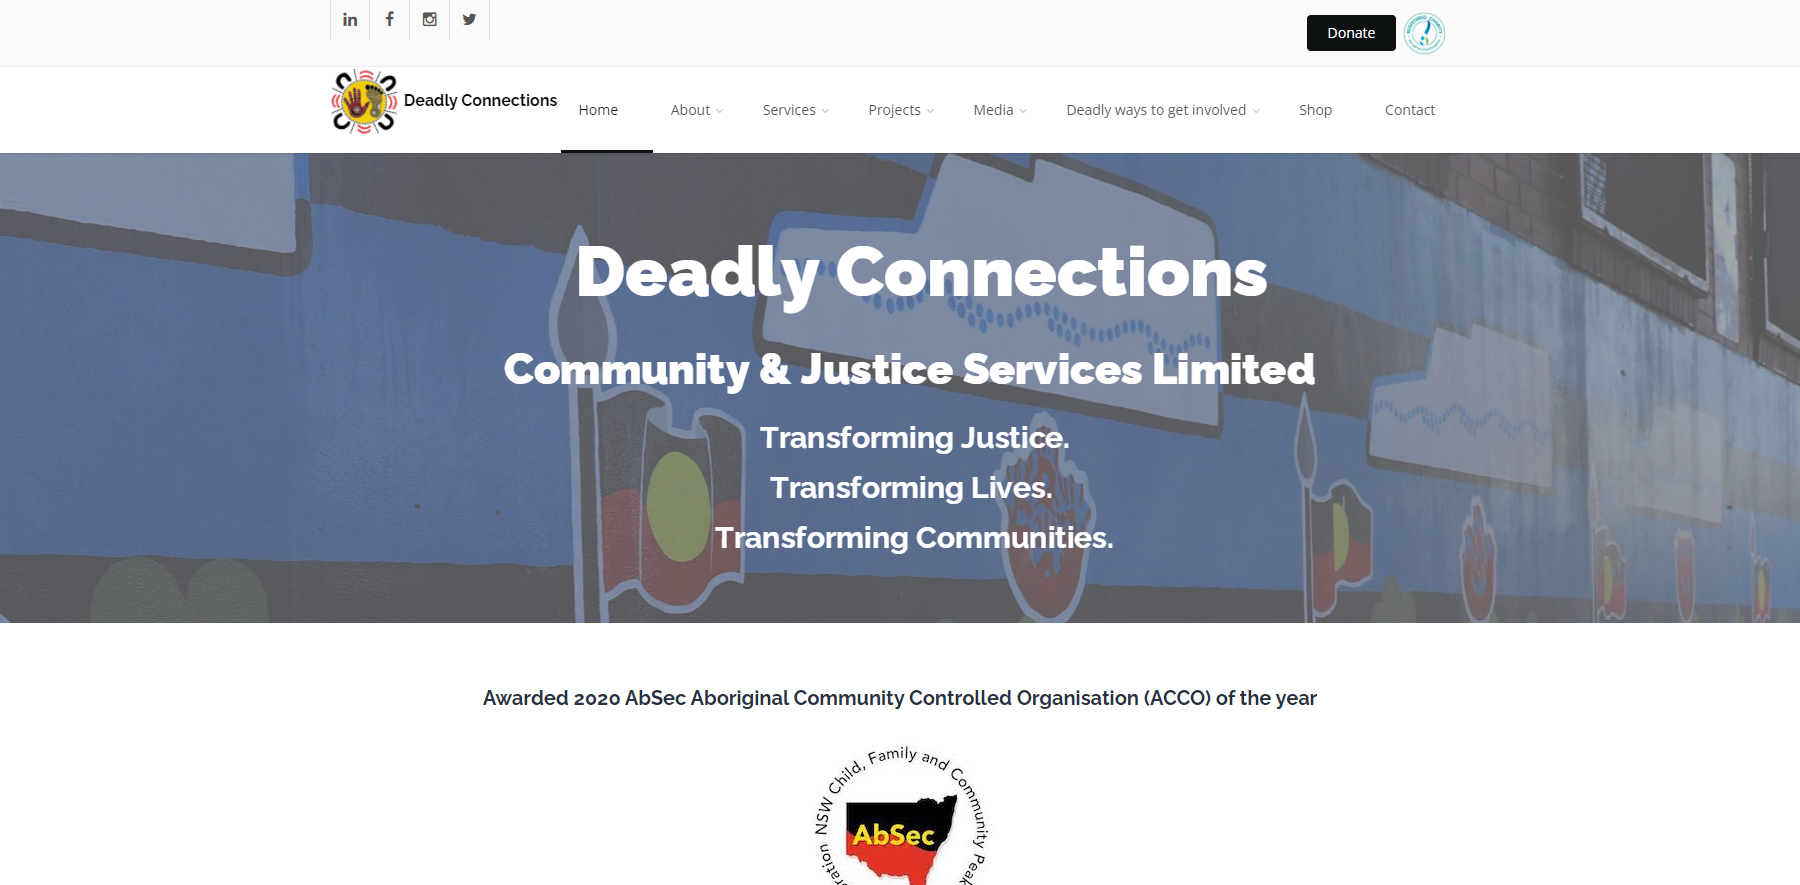 Donate
Deadly Connections
Home
About
Services
Projects
Media
Deadly ways to get involved
Shop
Contact
Deadly Connections
Community & Justice Services Limited
Transforming Justice.
Transforming Lives.
Transforming Communities.
Awarded 2020 AbSec Aboriginal Community Controlled Organisation (ACCO) of the year
NSW Child, Family and Community Peak
AbSec